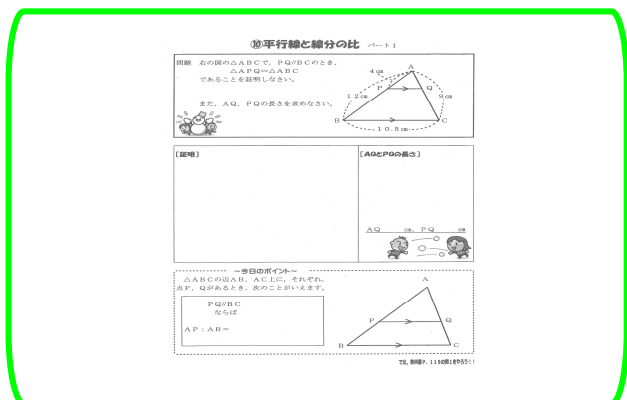 ⑩平行線と線分の比 パート1
問題 右の図の△ABCで、PQ//BCのとき、
△APQ∽△ABC
であることを証明しなさい。
また、AQ、PQの長さを求めなさい。
A
4㎝
P
Q
12㎝
9㎝
B
C
10.8㎝
[証明]
[AQとPQの長さ]
AQ ㎝, PQ ㎝
~今日のポイント~
△ABCの辺AB、AC上に、それぞれ、
点P、Qがあるとき、次のことがいえます。
PQ//BC
ならば
AP:AB=
A
P
Q
B
C